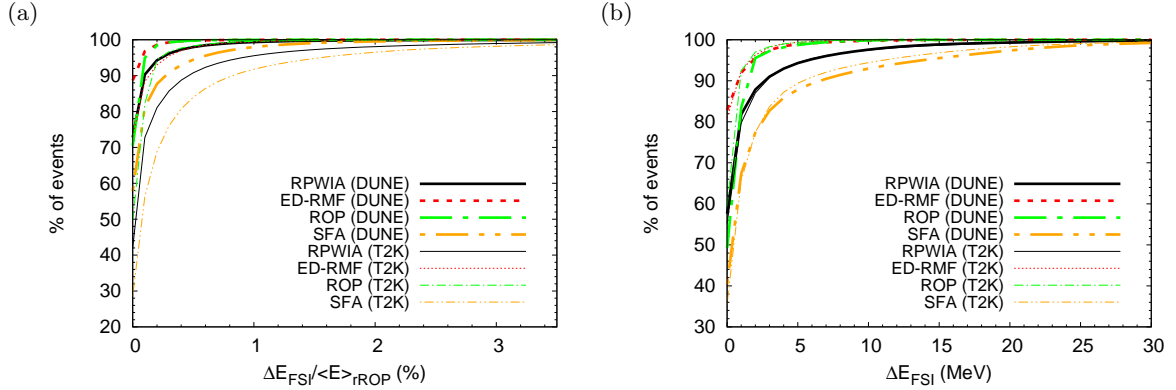 (a)
% of events
100
90
80
70
60
50
40
30
20
RPWIA (DUNE)
ED-RMF (DUNE)
ROP (DUNE)
SFA (DUNE)
RPWIA (T2K)
ED-RMF (T2K)
ROP (T2K)
SFA (T2K)
0 1 2 3
ΔE_FSI/<E>_rROP (%)
(b)
% of events
100
90
80
70
60
50
40
30
RPWIA (DUNE)
ED-RMF (DUNE)
ROP (DUNE)
SFA (DUNE)
RPWIA (T2K)
ED-RMF (T2K)
ROP (T2K)
SFA (T2K)
0 5 10 15 20 25 30
ΔE_FSI (MeV)